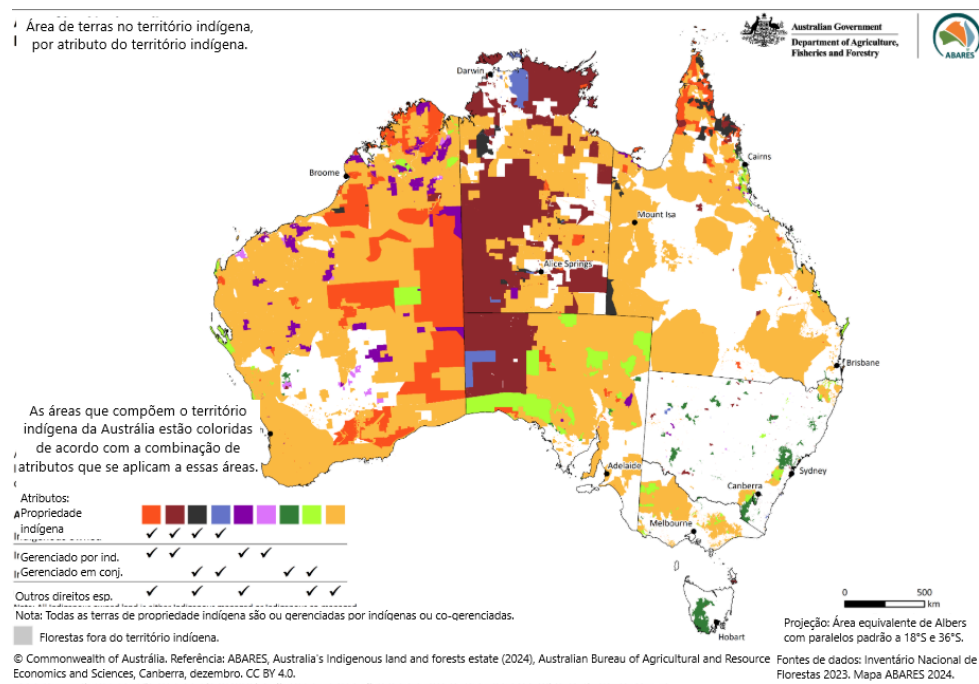 Área de terras no território indígena,
por atributo do território indígena.
Australian Government
Department of Agriculture,
Fisheries and Forestry
ABARES
Darwin
Broome
Cairns
Mount Isa
Alice Springs
Brisbane
Adelaide
Sydney
Canberra
Melbourne
Hobart
As áreas que compõem o território
indígena da Austrália estão coloridas
de acordo com a combinação de
atributos que se aplicam a essas áreas.
Atributos:
Propriedade
indígena
Gerenciado por ind.
Gerenciado em conj.
Outros direitos esp.
Nota: Todas as terras de propriedade indígena são ou gerenciadas por indígenas ou co-gerenciadas.
Florestas fora do território indígena.
0 500
km
Projeção: Área equivalente de Albers
com paralelos padrão a 18°S e 36°S.
© Commonwealth of Austrália. Referência: ABARES, Australia's Indigenous land and forests estate (2024), Australian Bureau of Agricultural and Resource
Economics and Sciences, Canberra, dezembro. CC BY 4.0.
Fontes de dados: Inventário Nacional de
Florestas 2023. Mapa ABARES 2024.